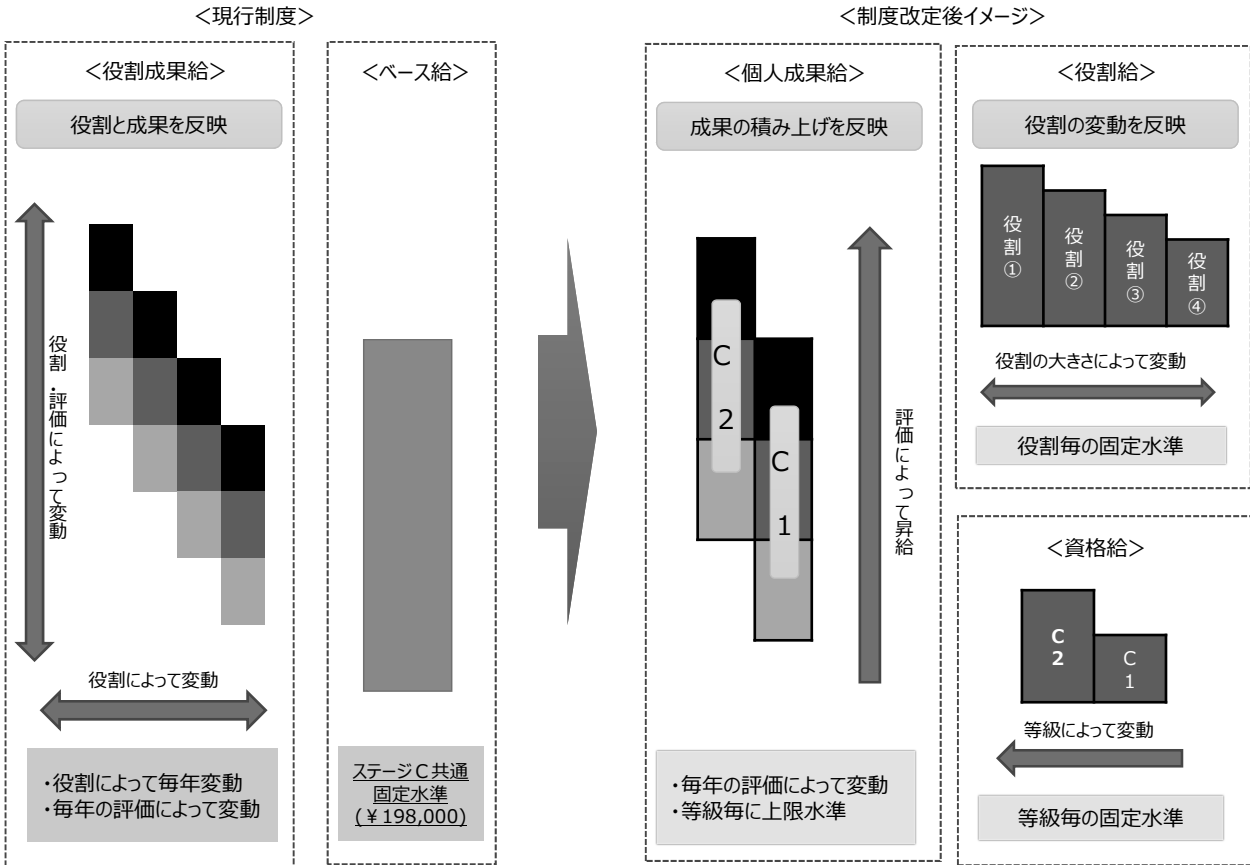 <現行制度>
<役割成果給>
役割と成果を反映
役割・評価によって変動
役割によって変動
・役割によって毎年変動
・毎年の評価によって変動
<ベース給>
ステージC共通
固定水準
(¥198,000)
<制度改定後イメージ>
<個人成果給>
成果の積み上げを反映
C2
C1
評価によって昇給
・毎年の評価によって変動
・等級毎に上限水準
<役割給>
役割の変動を反映
役割①
役割②
役割③
役割④
役割の大きさによって変動
役割毎の固定水準
<資格給>
C2
C1
等級によって変動
等級毎の固定水準